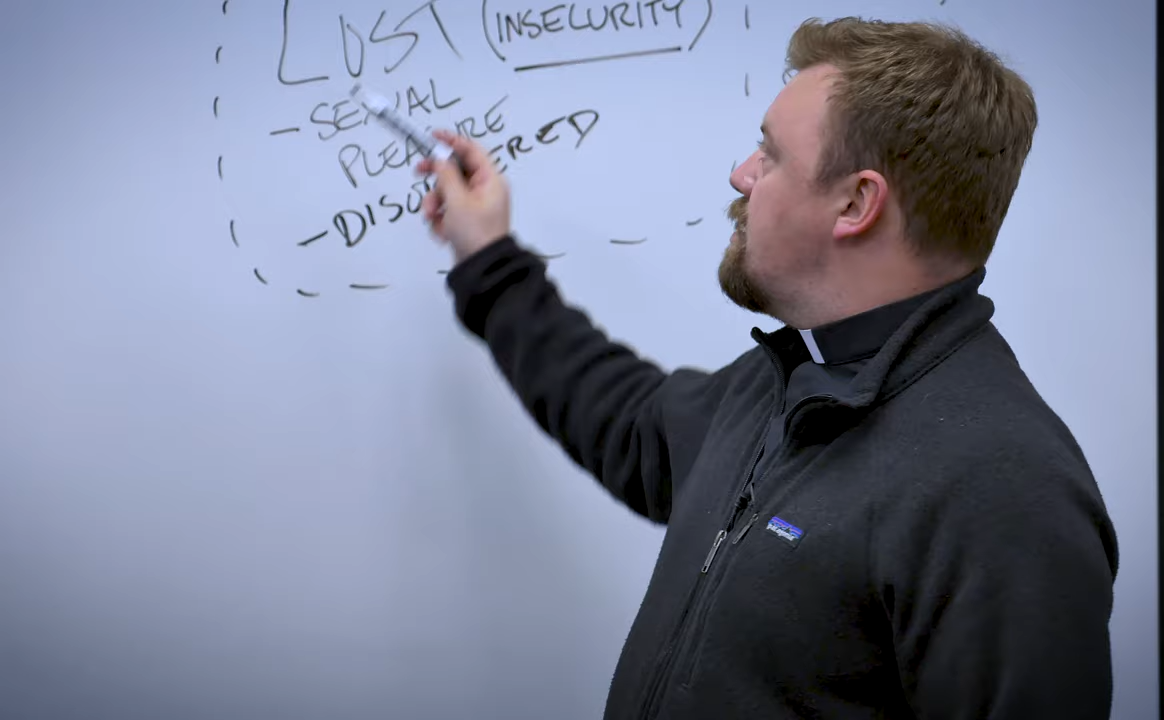 LUST (INSECURITY)
- SEXUAL
PLEASURE
- DISORDERED